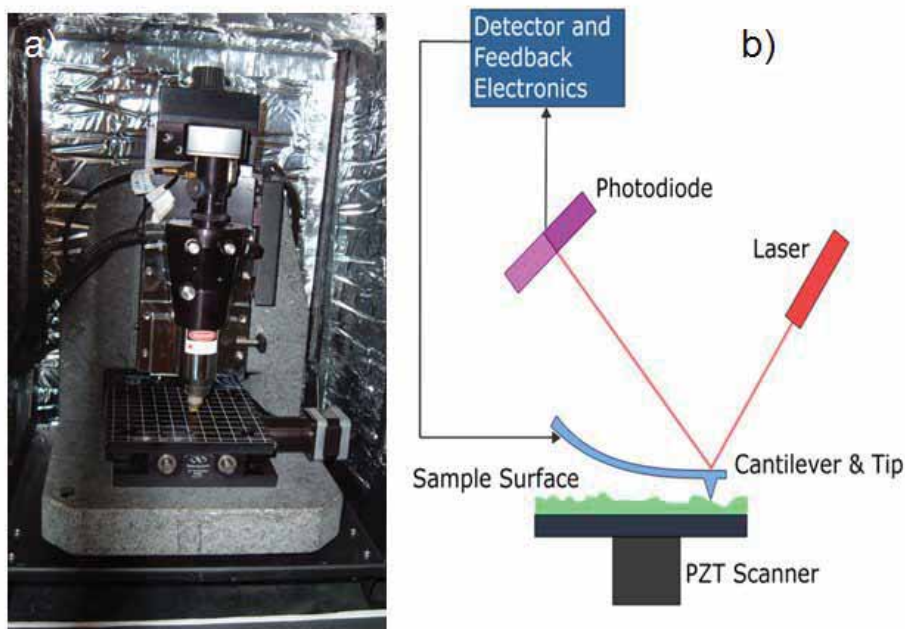 a)
b)
Detector and
Feedback
Electronics
Photodiode
Laser
Cantilever & Tip
Sample Surface
PZT Scanner